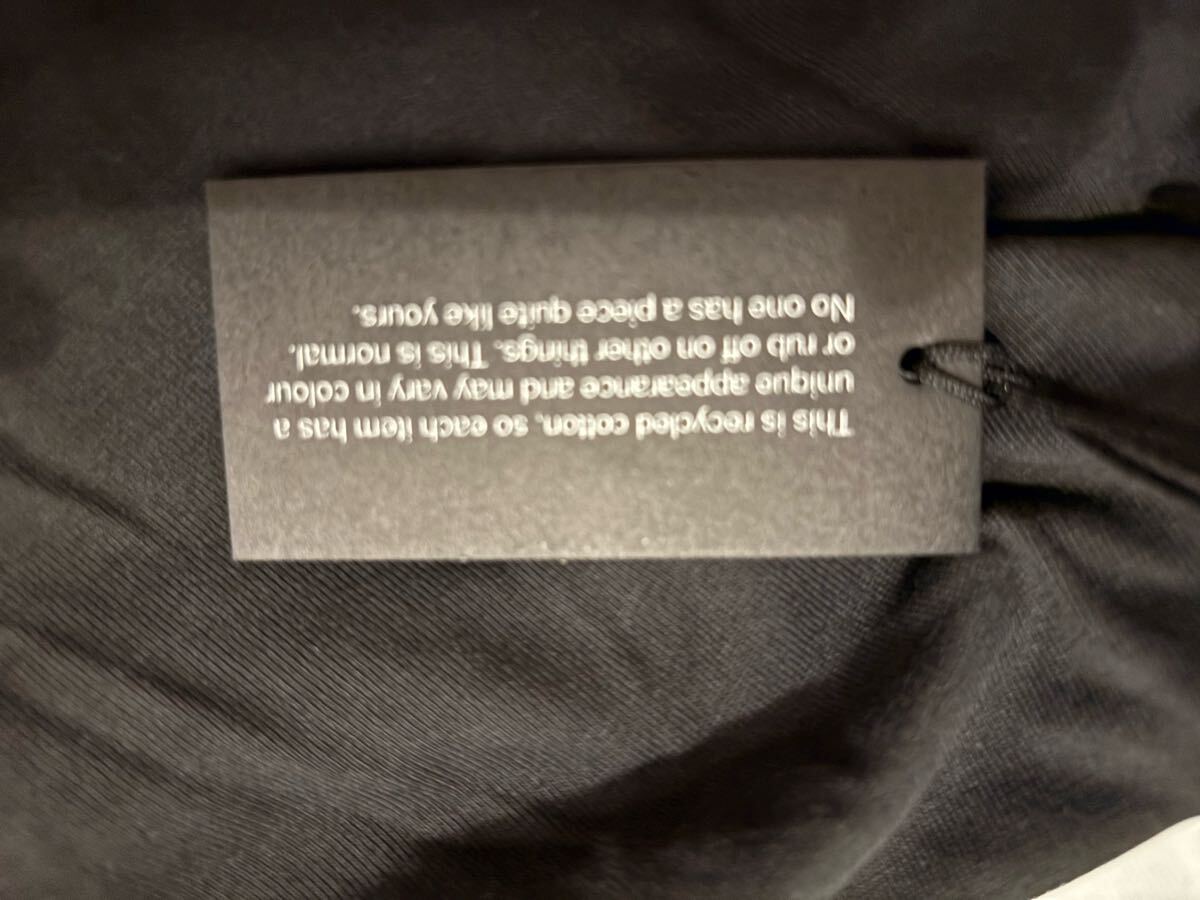 This is recycled cotton, so each item has a
unique appearance and may vary in colour
or rub off on other things. This is normal.
No one has a piece quite like yours.